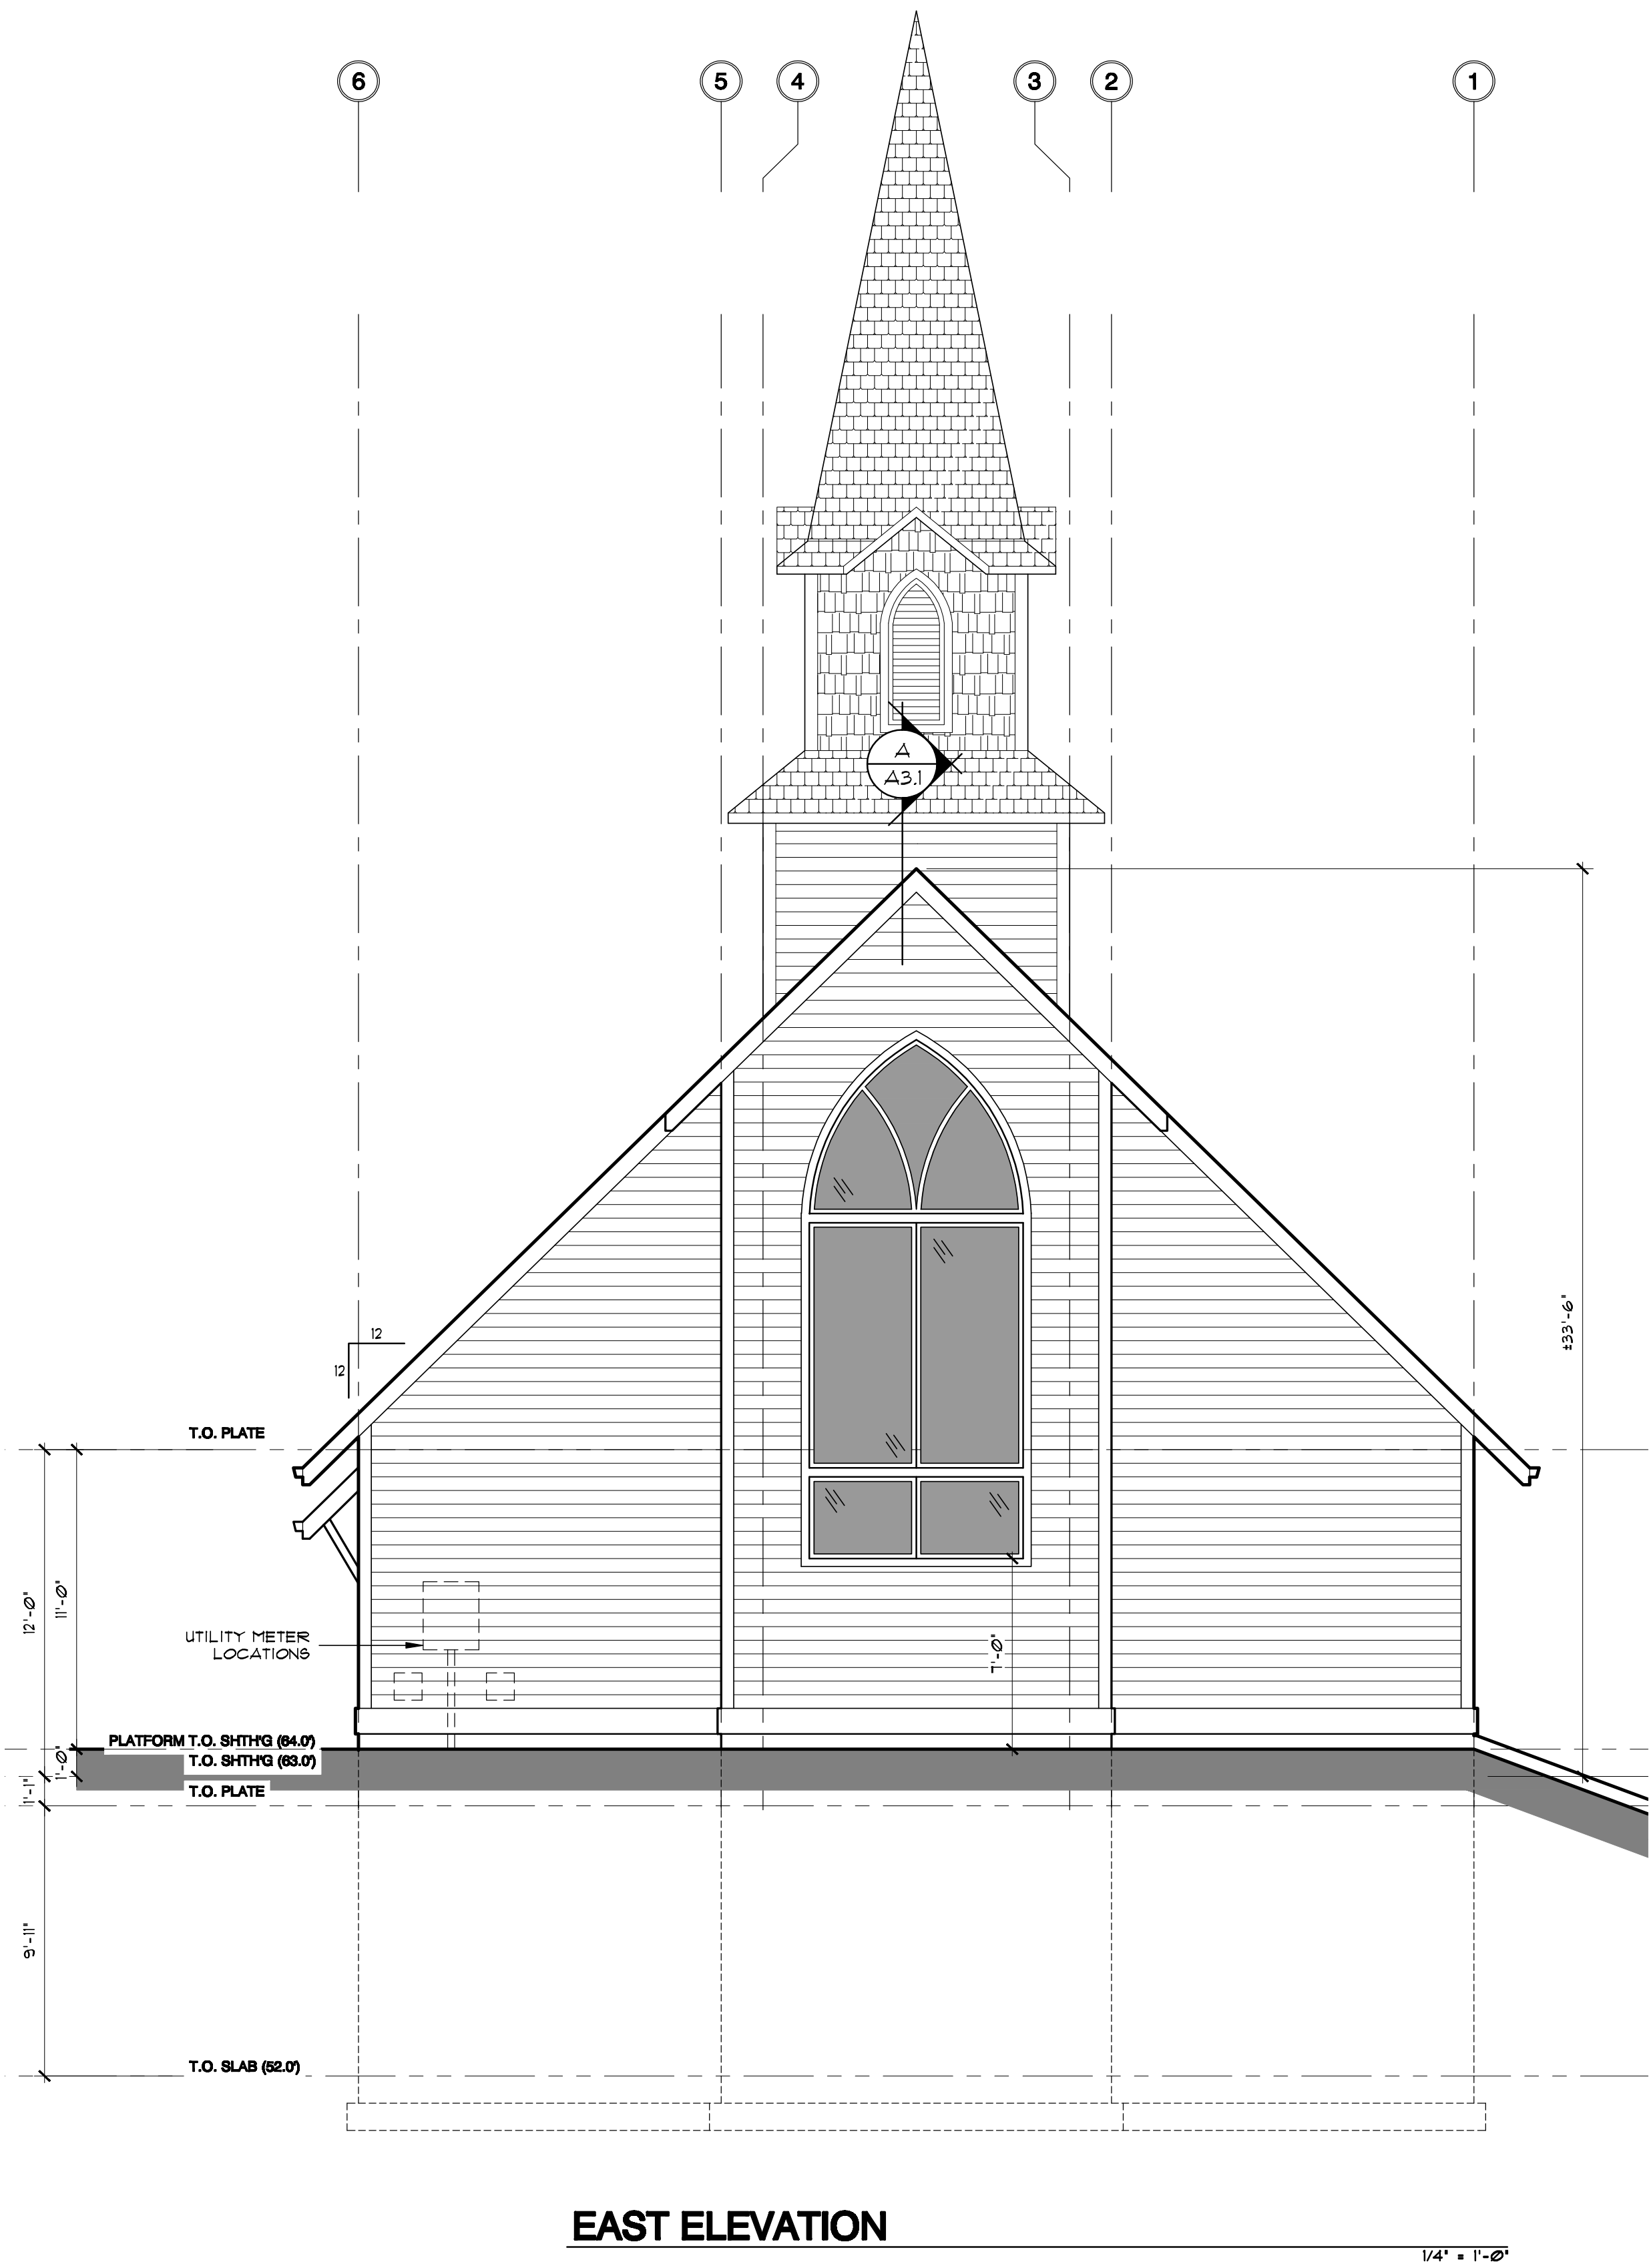 6
5
4
3
2
1
A
A3.1
±33'-6"
12
12
T.O. PLATE
12'-0"
11'-0"
UTILITY METER
LOCATIONS
7'-0"
PLATFORM T.O. SHTH'G (64.0')
T.O. SHTH'G (63.0')
1'-0"
T.O. PLATE
1'-1"
9'-11"
T.O. SLAB (52.0')
EAST ELEVATION
1/4" = 1'-0"